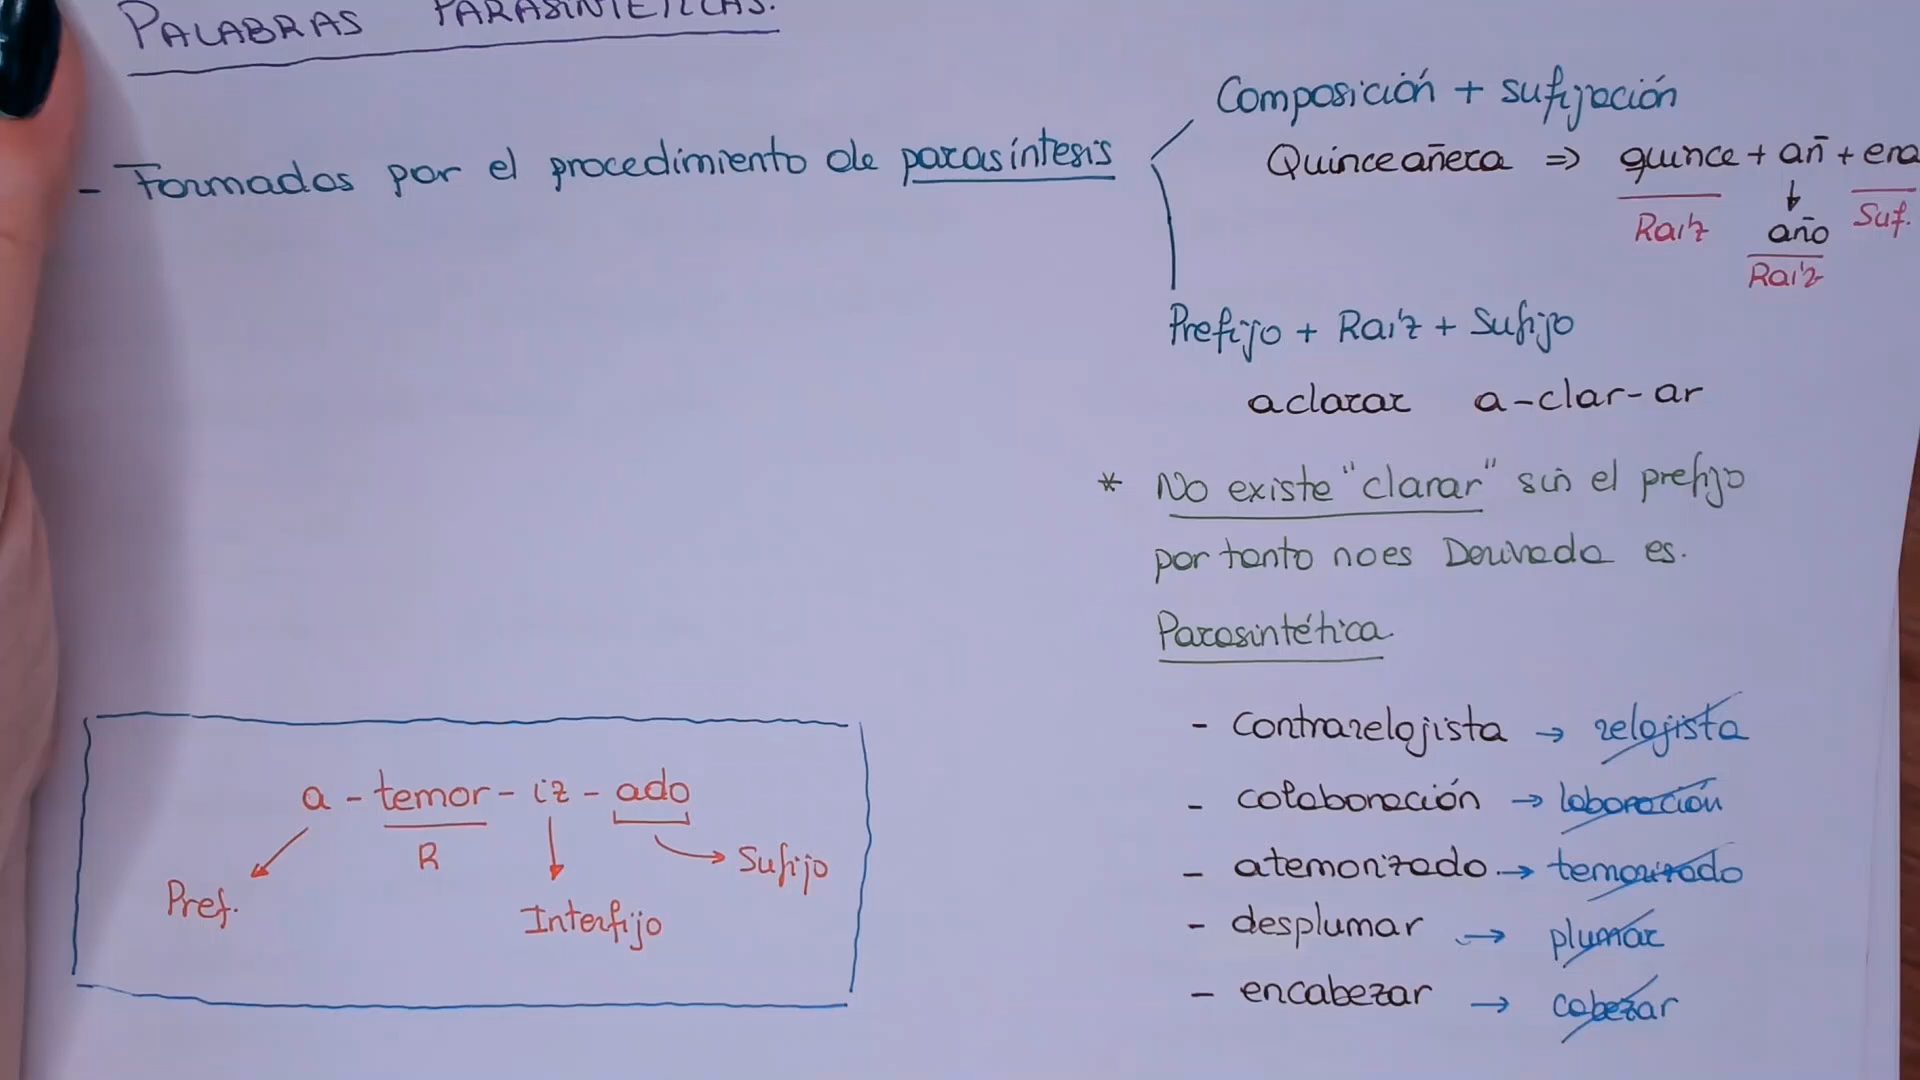 PALABRAS PARASINTÉTICAS.
- Formados por el procedimiento de parasíntesis
Composición + sufijación
Quinceañera => quince + añ + era
Raíz
año
Raíz
Suf.
Prefijo + Raíz + Sufijo
aclarar a-clar-ar
* No existe "clarar" sin el prefijo
por tanto no es Derivada es.
Parasintética.
- contrarelojista → relojista
- colaboración → laboración
- atemorizado → temorizado
- desplumar → plumar
- encabezar → cabezar
a - temor - iz - ado
Pref.
R
Interfijo
Sufijo